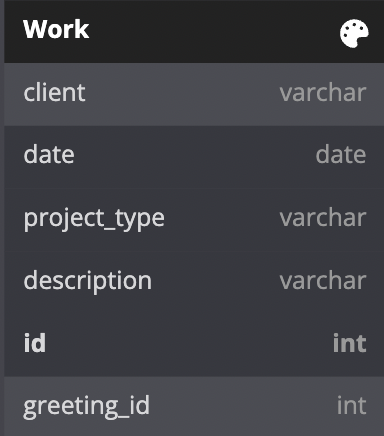 Work
client varchar
date date
project_type varchar
description varchar
id int
greeting_id int